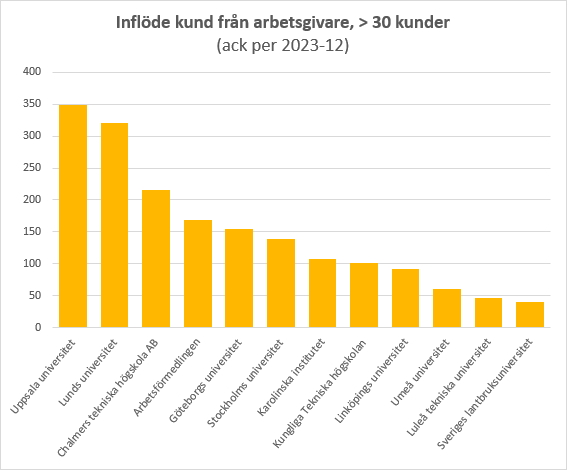 Inflöde kund från arbetsgivare, > 30 kunder
(ack per 2023-12)
400
350
300
250
200
150
100
50
0
Uppsala universitet
Lunds universitet
Chalmers tekniska högskola AB
Arbetsförmedlingen
Göteborgs universitet
Stockholms universitet
Karolinska institutet
Kungliga Tekniska högskolan
Linköpings universitet
Umeå universitet
Luleå tekniska universitet
Sveriges lantbruksuniversitet